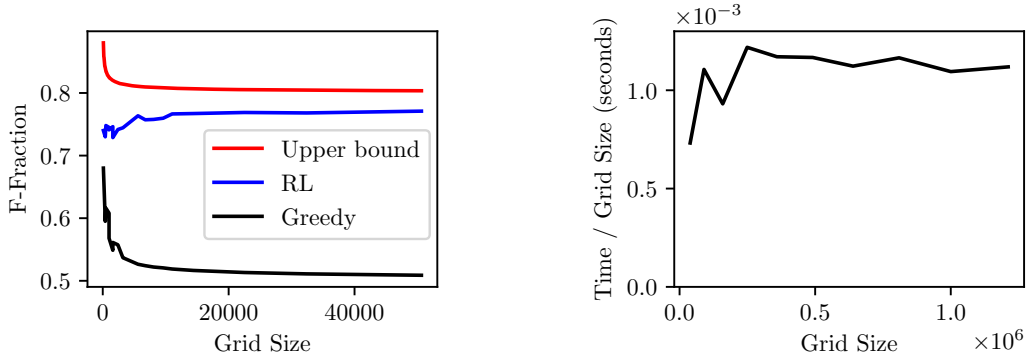 F-Fraction
0.8
0.7
0.6
0.5
Upper bound
RL
Greedy
0
20000
40000
Grid Size
×10⁻³
Time / Grid Size (seconds)
1.0
0.5
0.0
0.0
0.5
1.0
Grid Size
×10⁶